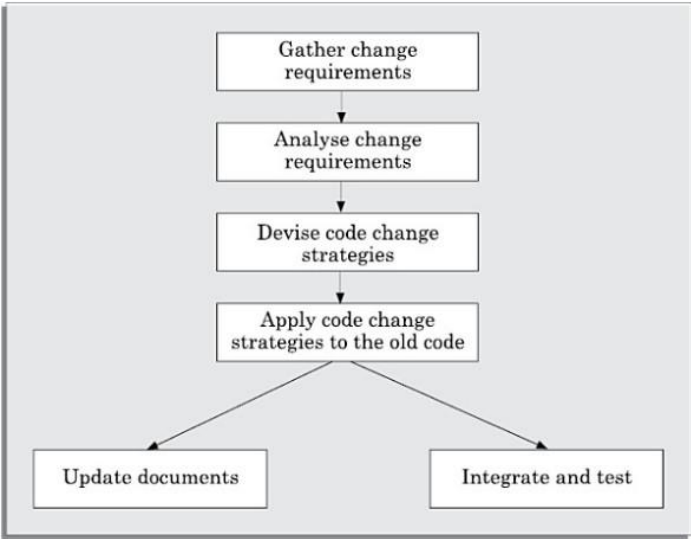 Gather change
requirements
Analyse change
requirements
Devise code change
strategies
Apply code change
strategies to the old code
Update documents
Integrate and test